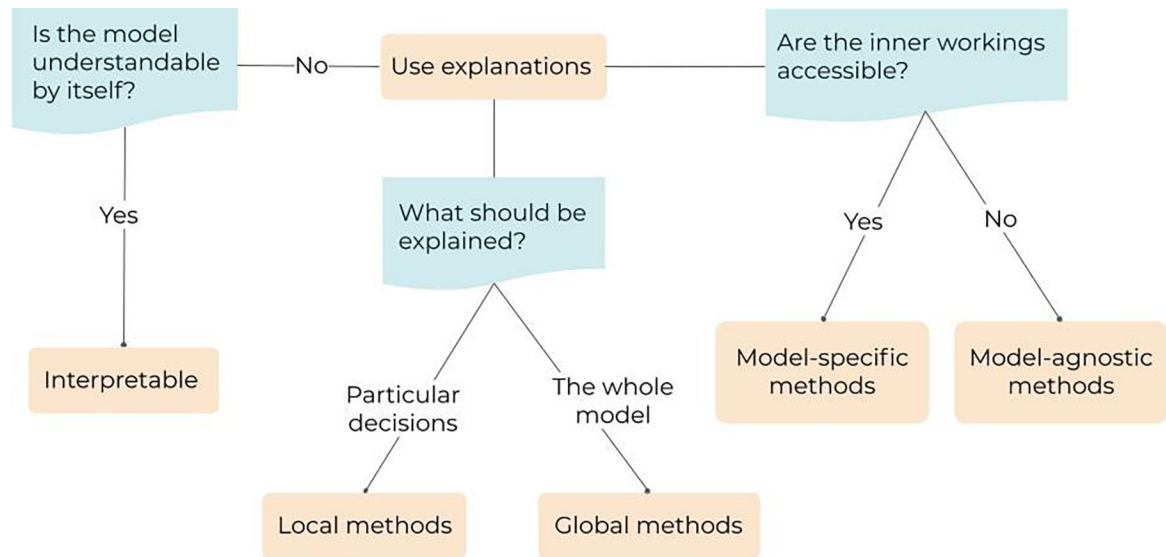 Is the model
understandable
by itself?
No
Use explanations
Are the inner workings
accessible?
Yes
What should be
explained?
Yes
No
Interpretable
Particular
decisions
The whole
model
Model-specific
methods
Model-agnostic
methods
Local methods
Global methods